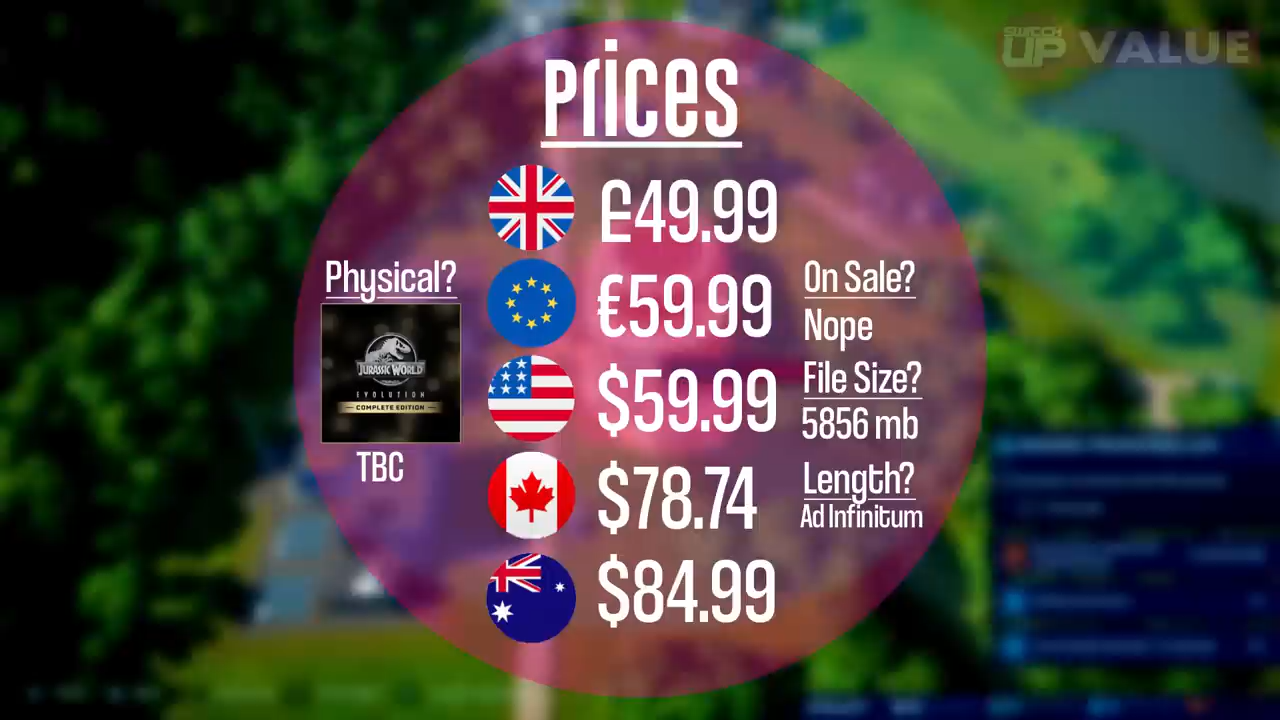 SWITCH UP VALUE
Prices
£49.99
€59.99
$59.99
$78.74
$84.99
Physical?
JURASSIC WORLD
EVOLUTION
COMPLETE EDITION
TBC
On Sale?
Nope
File Size?
5856 mb
Length?
Ad Infinitum